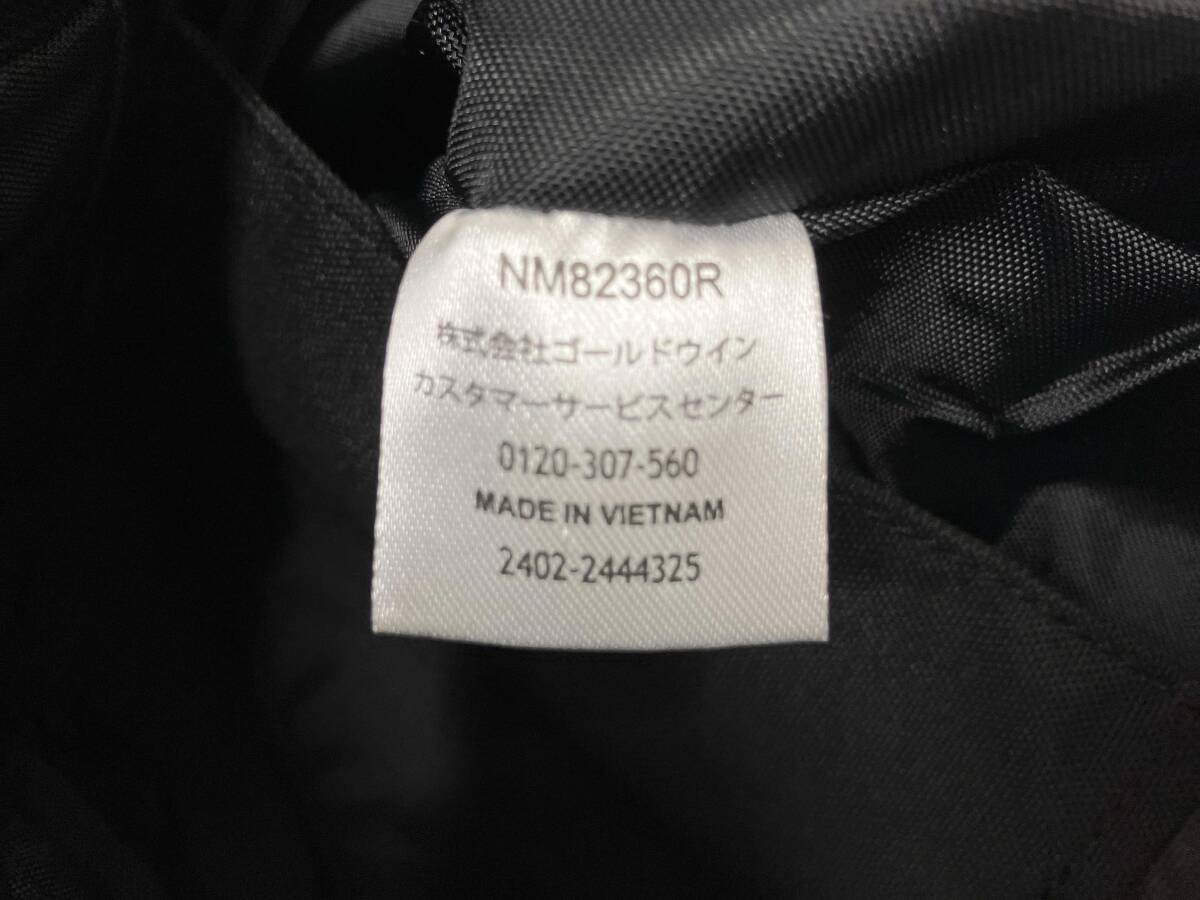 NM82360R
株式会社ゴールドウイン
カスタマーサービスセンター
0120-307-560
MADE IN VIETNAM
2402-2444325